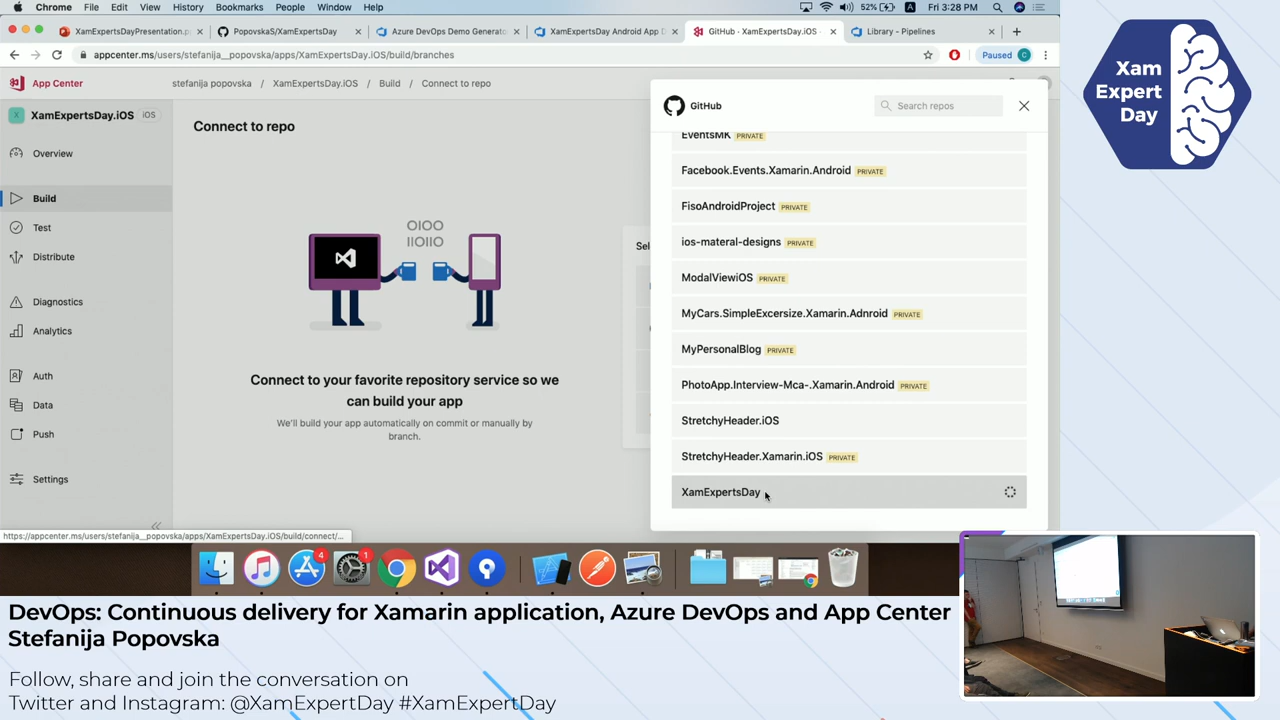 Chrome File Edit View History Bookmarks People Window Help
52% Fri 3:28 PM
XamExpertsDayPresentation.p
PopovskaS/XamExpertsDay
Azure DevOps Demo Generato
XamExpertsDay Android App D
GitHub · XamExpertsDay.iOS
Library - Pipelines
appcenter.ms/users/stefanija__popovska/apps/XamExpertsDay.iOS/build/branches
Paused
App Center
stefanija popovska / XamExpertsDay.iOS / Build / Connect to repo
XamExpertsDay.iOS iOS
Overview
Build
Test
Distribute
Diagnostics
Analytics
Auth
Data
Push
Settings
Connect to repo
OIOO
IIOIIO
Connect to your favorite repository service so we
can build your app
We'll build your app automatically on commit or manually by
branch.
GitHub
Search repos
EventsMK PRIVATE
Facebook.Events.Xamarin.Android PRIVATE
FisoAndroidProject PRIVATE
ios-materal-designs PRIVATE
ModalViewiOS PRIVATE
MyCars.SimpleExcersize.Xamarin.Adnroid PRIVATE
MyPersonalBlog PRIVATE
PhotoApp.Interview-Mca-.Xamarin.Android PRIVATE
StretchyHeader.iOS
StretchyHeader.Xamarin.iOS PRIVATE
XamExpertsDay
https://appcenter.ms/users/stefanija__popovska/apps/XamExpertsDay.iOS/build/connect/...
4
1
Xam
Expert
Day
DevOps: Continuous delivery for Xamarin application, Azure DevOps and App Center
Stefanija Popovska
Follow, share and join the conversation on
Twitter and Instagram: @XamExpertDay #XamExpertDay